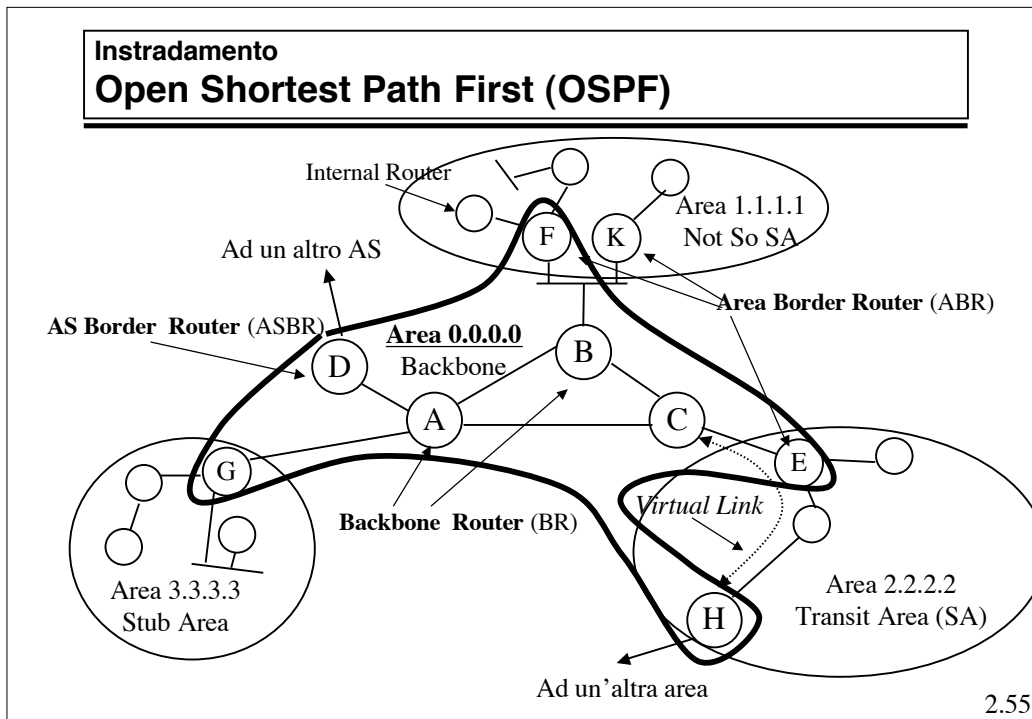 Instradamento
Open Shortest Path First (OSPF)
Internal Router
Area 1.1.1.1
Not So SA
F
K
Ad un altro AS
Area Border Router (ABR)
AS Border Router (ASBR)
Area 0.0.0.0
Backbone
B
D
A
C
G
E
Virtual Link
Backbone Router (BR)
Area 3.3.3.3
Stub Area
Area 2.2.2.2
Transit Area (SA)
H
Ad un'altra area
2.55